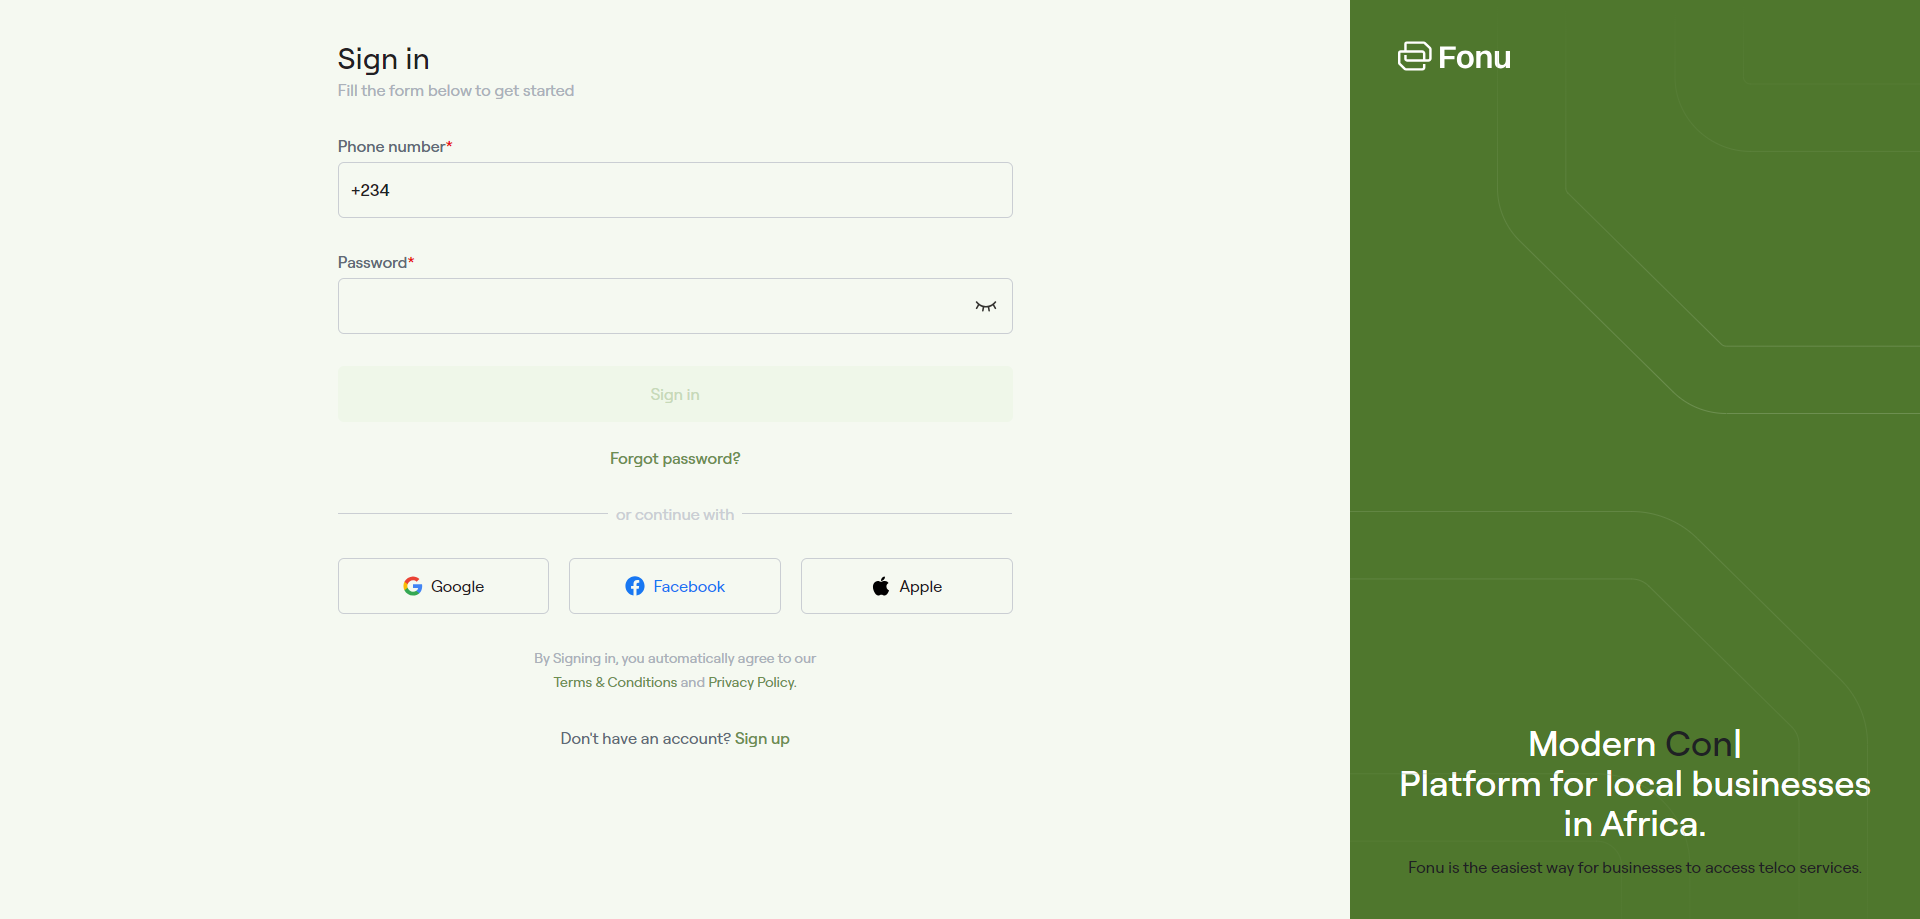 Sign in
Fill the form below to get started
Phone number*
+234
Password*
Sign in
Forgot password?
or continue with
Google
Facebook
Apple
By Signing in, you automatically agree to our
Terms & Conditions and Privacy Policy.
Don't have an account? Sign up
Fonu
Modern Con|
Platform for local businesses
in Africa.
Fonu is the easiest way for businesses to access telco services.